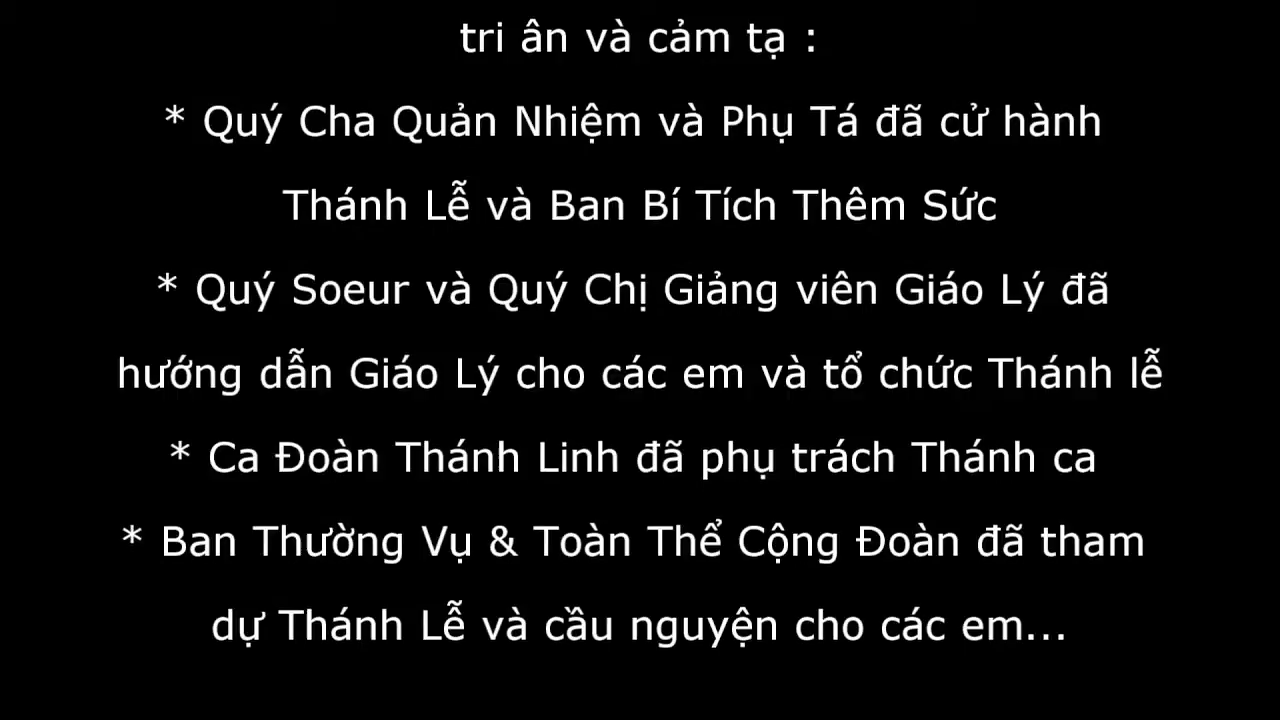 tri ân và cảm tạ :
* Quý Cha Quản Nhiệm và Phụ Tá đã cử hành
Thánh Lễ và Ban Bí Tích Thêm Sức
* Quý Soeur và Quý Chị Giảng viên Giáo Lý đã
hướng dẫn Giáo Lý cho các em và tổ chức Thánh lễ
* Ca Đoàn Thánh Linh đã phụ trách Thánh ca
* Ban Thường Vụ & Toàn Thể Cộng Đoàn đã tham
dự Thánh Lễ và cầu nguyện cho các em...